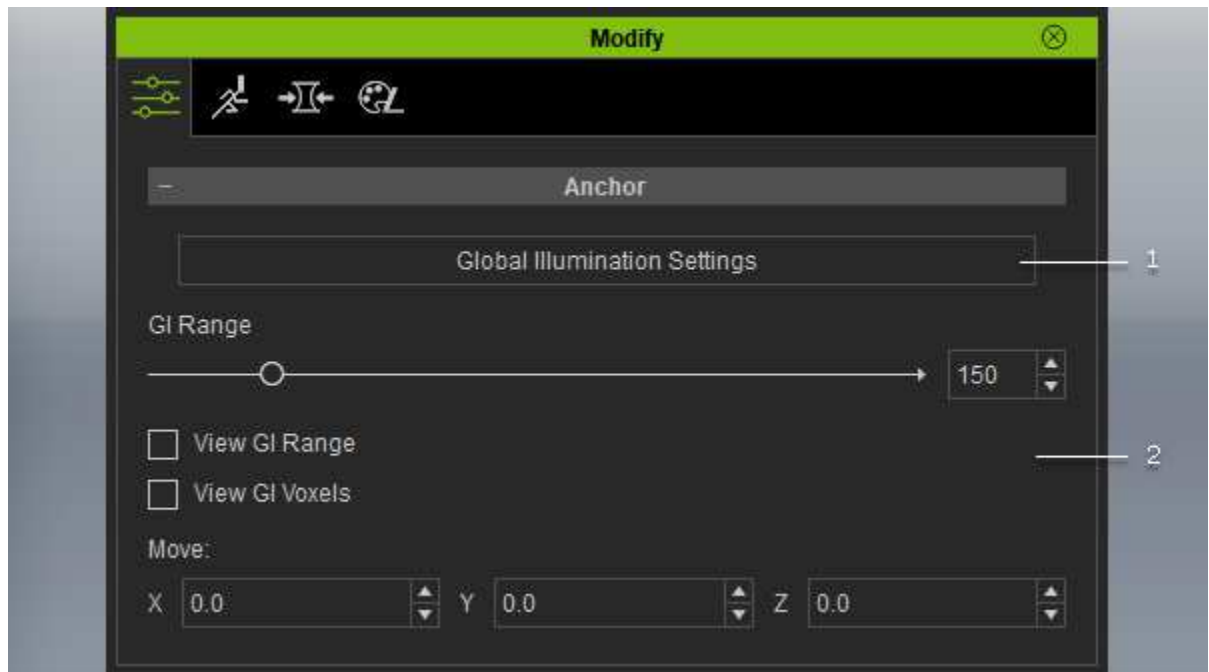 Modify
Anchor
Global Illumination Settings
1
GI Range
150
View GI Range
2
View GI Voxels
Move:
X 0.0 Y 0.0 Z 0.0